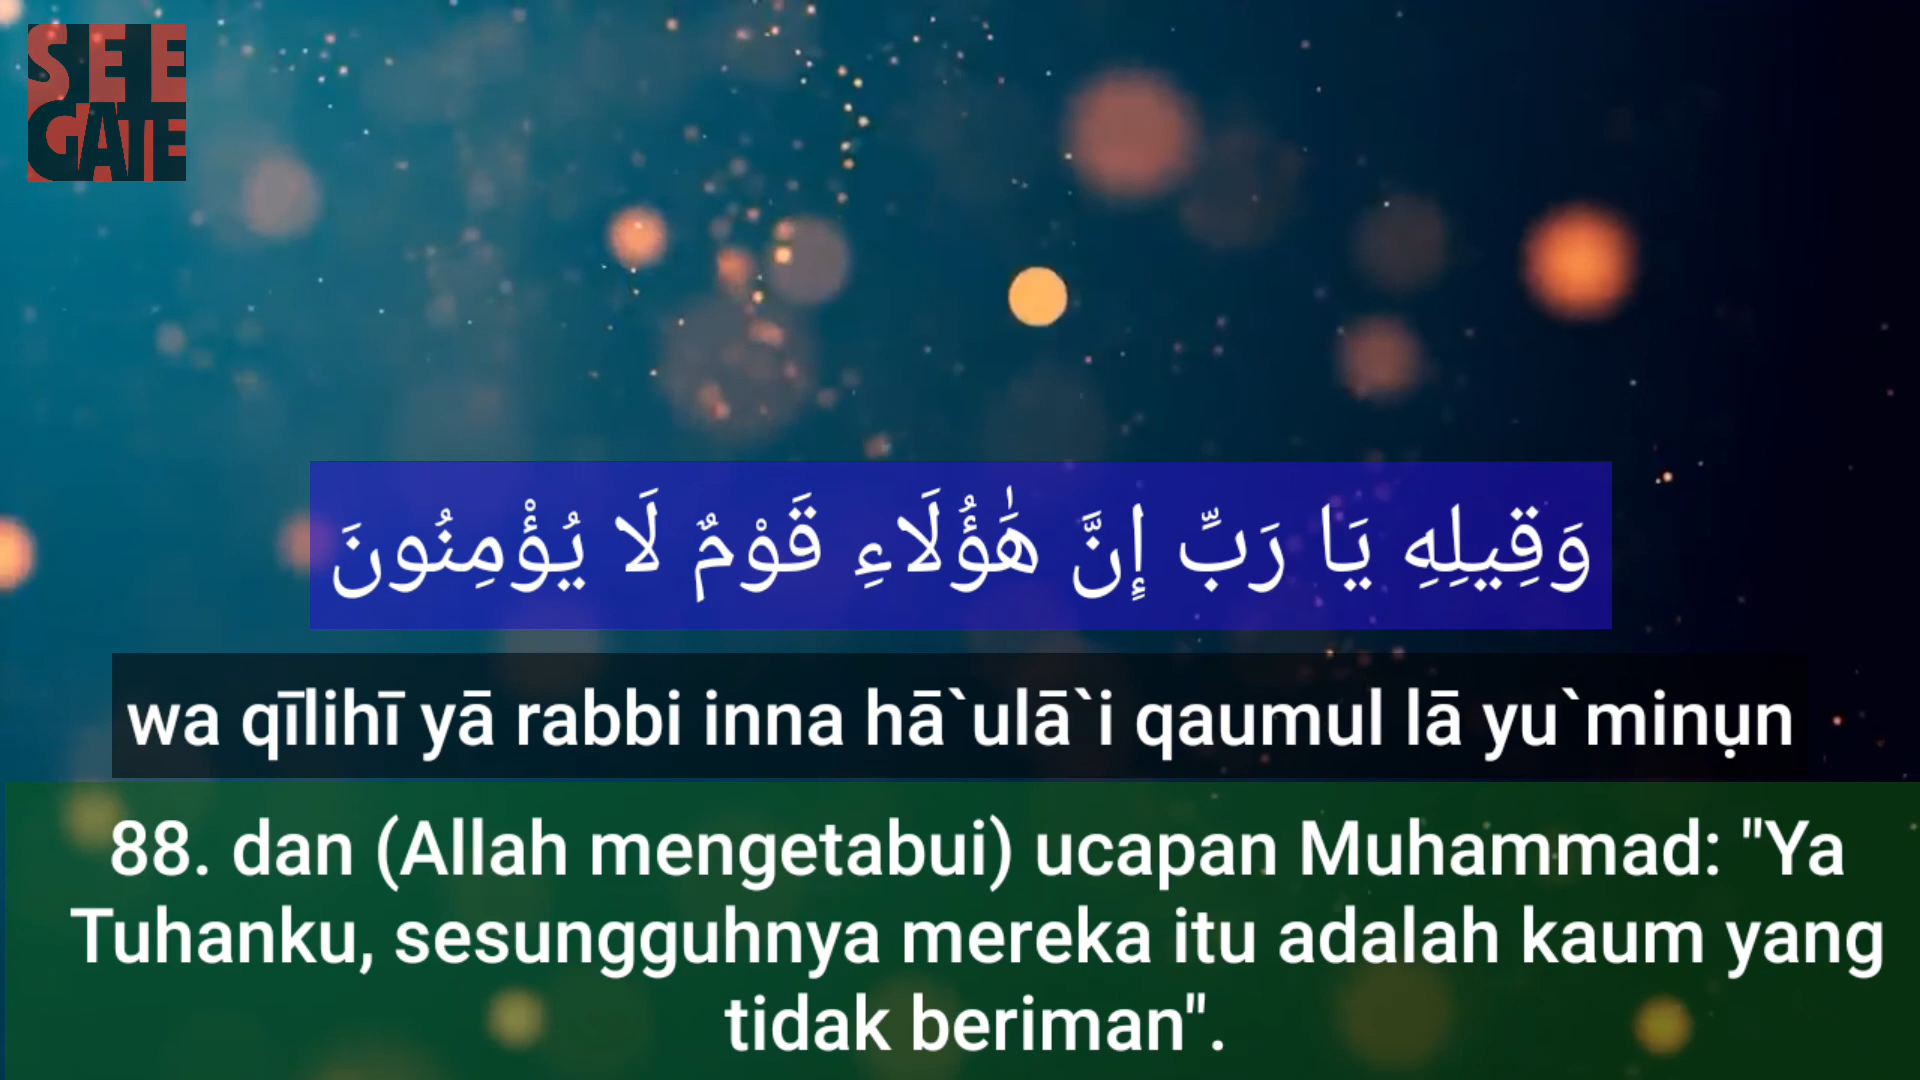 SEE
GATE
وَقِيلِهِ يَا رَبِّ إِنَّ هَٰؤُلَاءِ قَوْمٌ لَا يُؤْمِنُونَ
wa qīlihī yā rabbi inna hā`ulā`i qaumul lā yu`minụn
88. dan (Allah mengetabui) ucapan Muhammad: "Ya
Tuhanku, sesungguhnya mereka itu adalah kaum yang
tidak beriman".